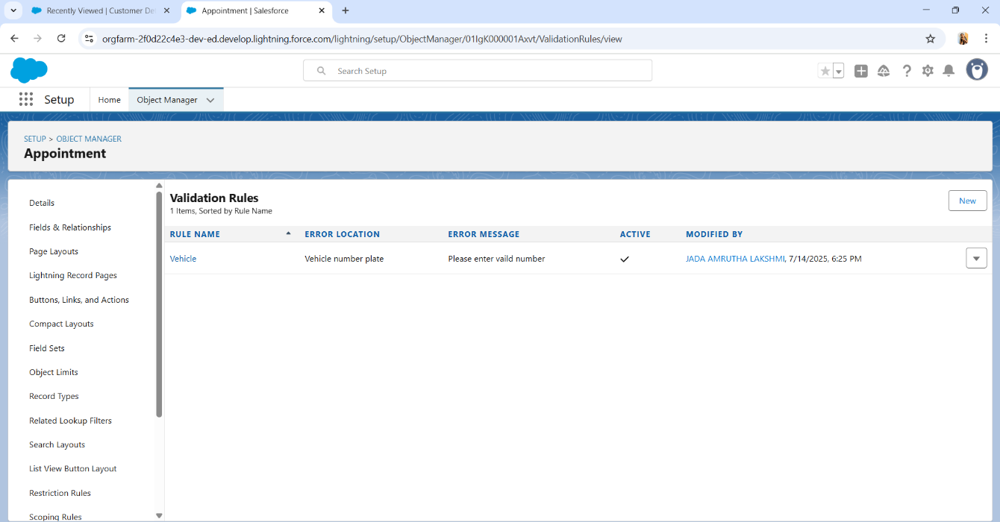 Recently Viewed | Customer De
Appointment | Salesforce
orgfarm-2f0d22c4e3-dev-ed.develop.lightning.force.com/lightning/setup/ObjectManager/01IgK000001Axvt/ValidationRules/view
Search Setup
Setup
Home
Object Manager
SETUP > OBJECT MANAGER
Appointment
Details
Fields & Relationships
Page Layouts
Lightning Record Pages
Buttons, Links, and Actions
Compact Layouts
Field Sets
Object Limits
Record Types
Related Lookup Filters
Search Layouts
List View Button Layout
Restriction Rules
Scoping Rules
Validation Rules
1 Items, Sorted by Rule Name
New
RULE NAME ERROR LOCATION ERROR MESSAGE ACTIVE MODIFIED BY
Vehicle Vehicle number plate Please enter vaild number JADA AMRUTHA LAKSHMI, 7/14/2025, 6:25 PM